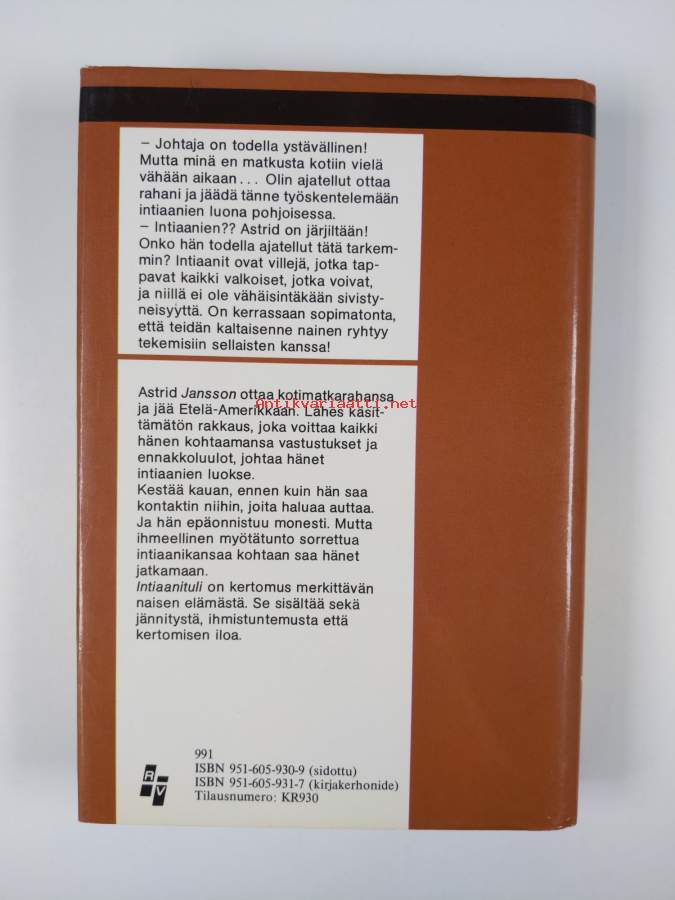 – Johtaja on todella ystävällinen!
Mutta minä en matkusta kotiin vielä
vähään aikaan... Olin ajatellut ottaa
rahani ja jäädä tänne työskentelemään
intiaanien luona pohjoisessa.
– Intiaanien?? Astrid on järjiltään!
Onko hän todella ajatellut tätä tarkem-
min? Intiaanit ovat villejä, jotka tap-
pavat kaikki valkoiset, jotka voivat,
ja niillä ei ole vähäisintäkään sivisty-
neisyyttä. On kerrassaan sopimatonta,
että teidän kaltaisenne nainen ryhtyy
tekemisiin sellaisten kanssa!
Astrid Jansson ottaa kotimatkarahansa
ja jää Etelä-Amerikkaan. Lähes käsit-
Antikvariaatti.net
tämätön rakkaus, joka voittaa kaikki
hänen kohtaamansa vastustukset ja
ennakkoluulot, johtaa hänet
intiaanien luokse.
Kestää kauan, ennen kuin hän saa
kontaktin niihin, joita haluaa auttaa.
Ja hän epäonnistuu monesti. Mutta
ihmeellinen myötätunto sorrettua
intiaanikansaa kohtaan saa hänet
jatkamaan.
Intiaanituli on kertomus merkittävän
naisen elämästä. Se sisältää sekä
jännitystä, ihmistuntemusta että
kertomisen iloa.
991
ISBN 951-605-930-9 (sidottu)
ISBN 951-605-931-7 (kirjakerhonide)
Tilausnumero: KR930
R
V